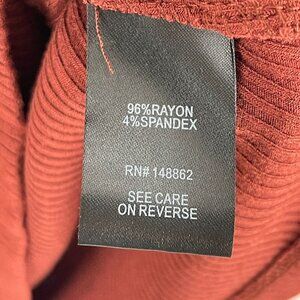 96%RAYON
4%SPANDEX
RN# 148862
SEE CARE
ON REVERSE